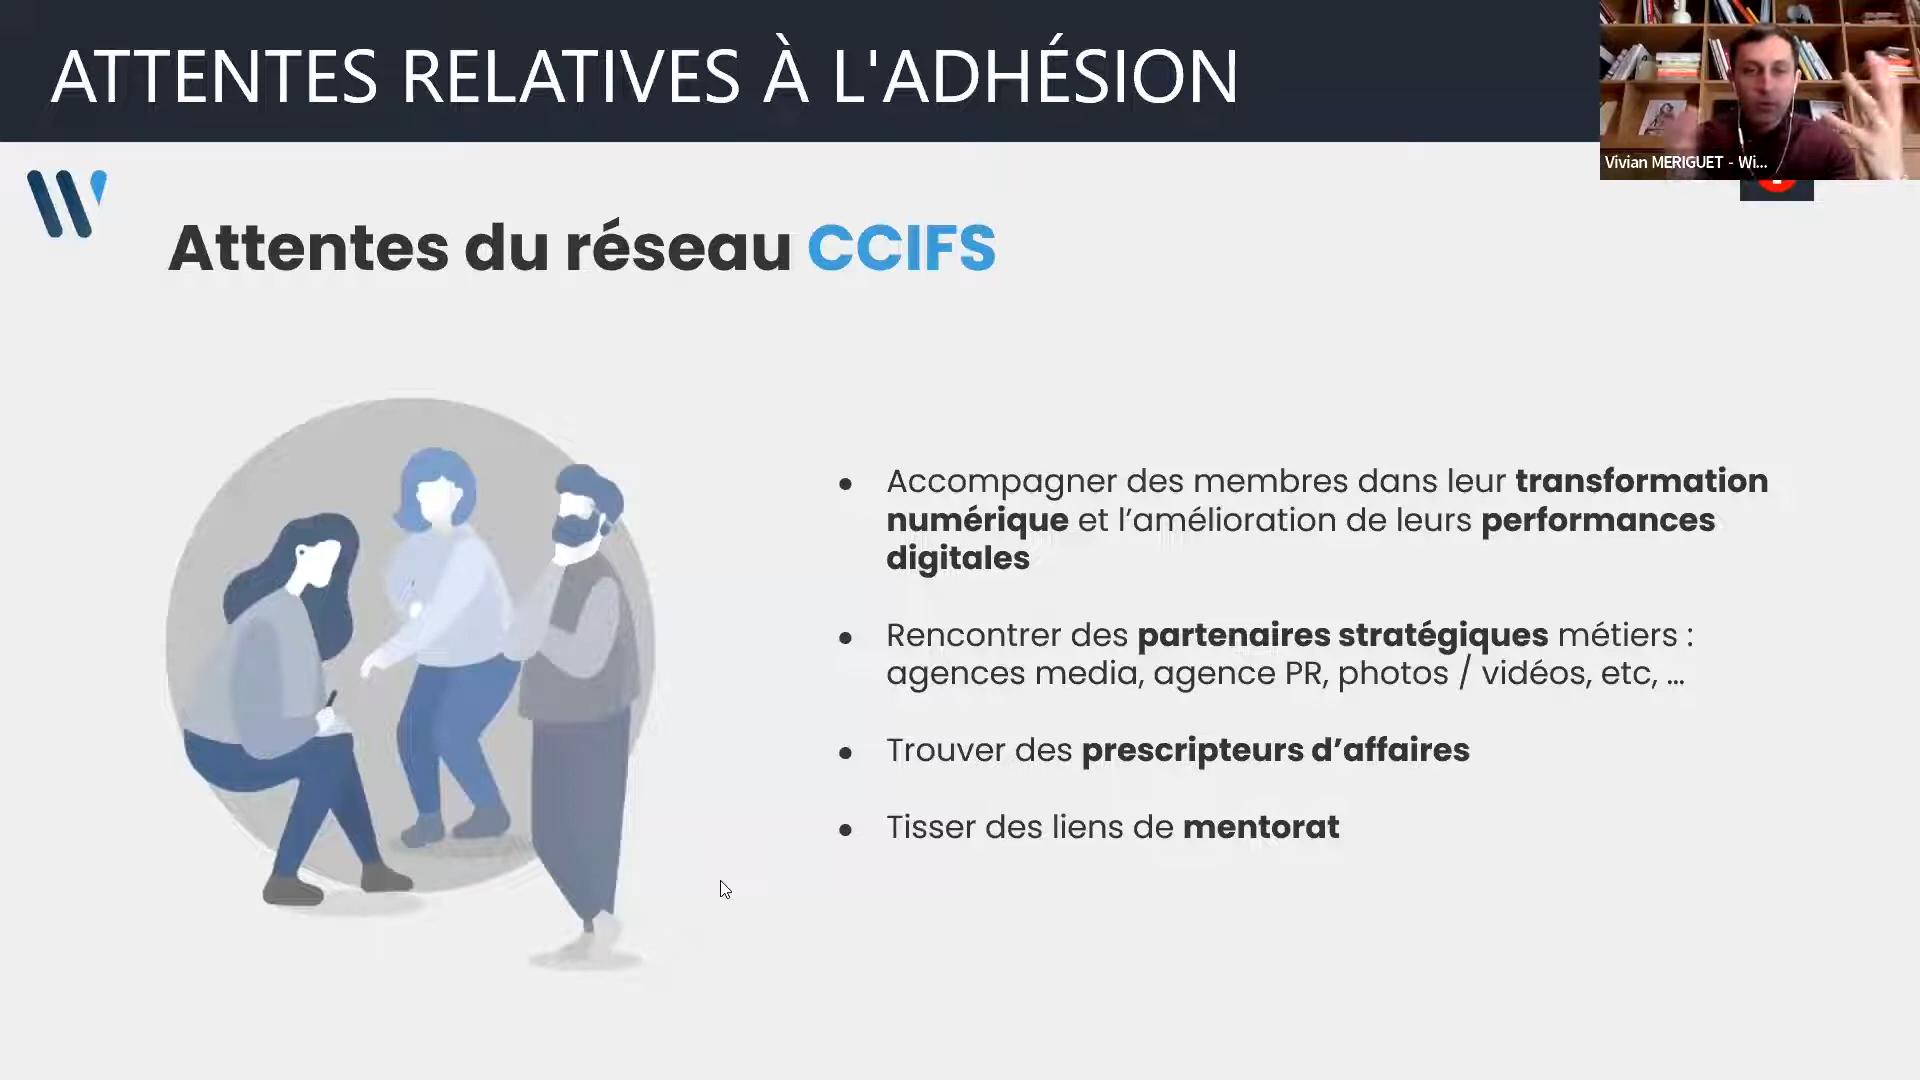 ATTENTES RELATIVES À L'ADHÉSION
Vivian MERIGUET - Wi...
Attentes du réseau CCIFS
● Accompagner des membres dans leur transformation
numérique et l’amélioration de leurs performances
digitales
● Rencontrer des partenaires stratégiques métiers :
agences media, agence PR, photos / vidéos, etc, ...
● Trouver des prescripteurs d’affaires
● Tisser des liens de mentorat